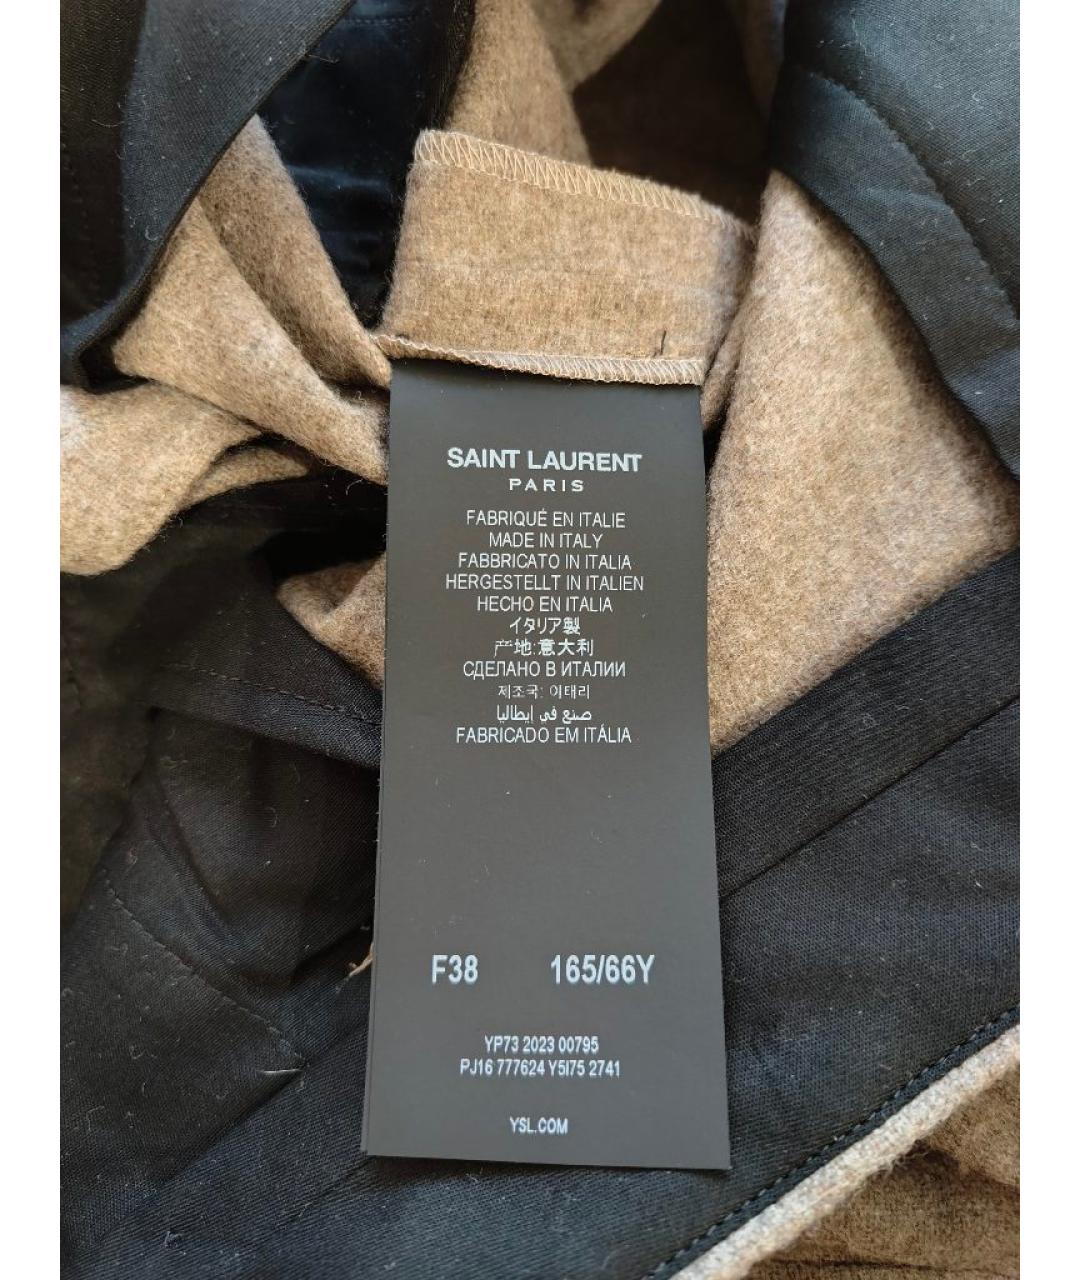 SAINT LAURENT
PARIS
FABRIQUÉ EN ITALIE
MADE IN ITALY
FABBRICATO IN ITALIA
HERGESTELLT IN ITALIEN
HECHO EN ITALIA
イタリア製
产地:意大利
СДЕЛАНО В ИТАЛИИ
제조국: 이태리
صنع في إيطاليا
FABRICADO EM ITÁLIA
F38 165/66Y
YP73 2023 00795
PJ16 777624 Y5I75 2741
YSL.COM